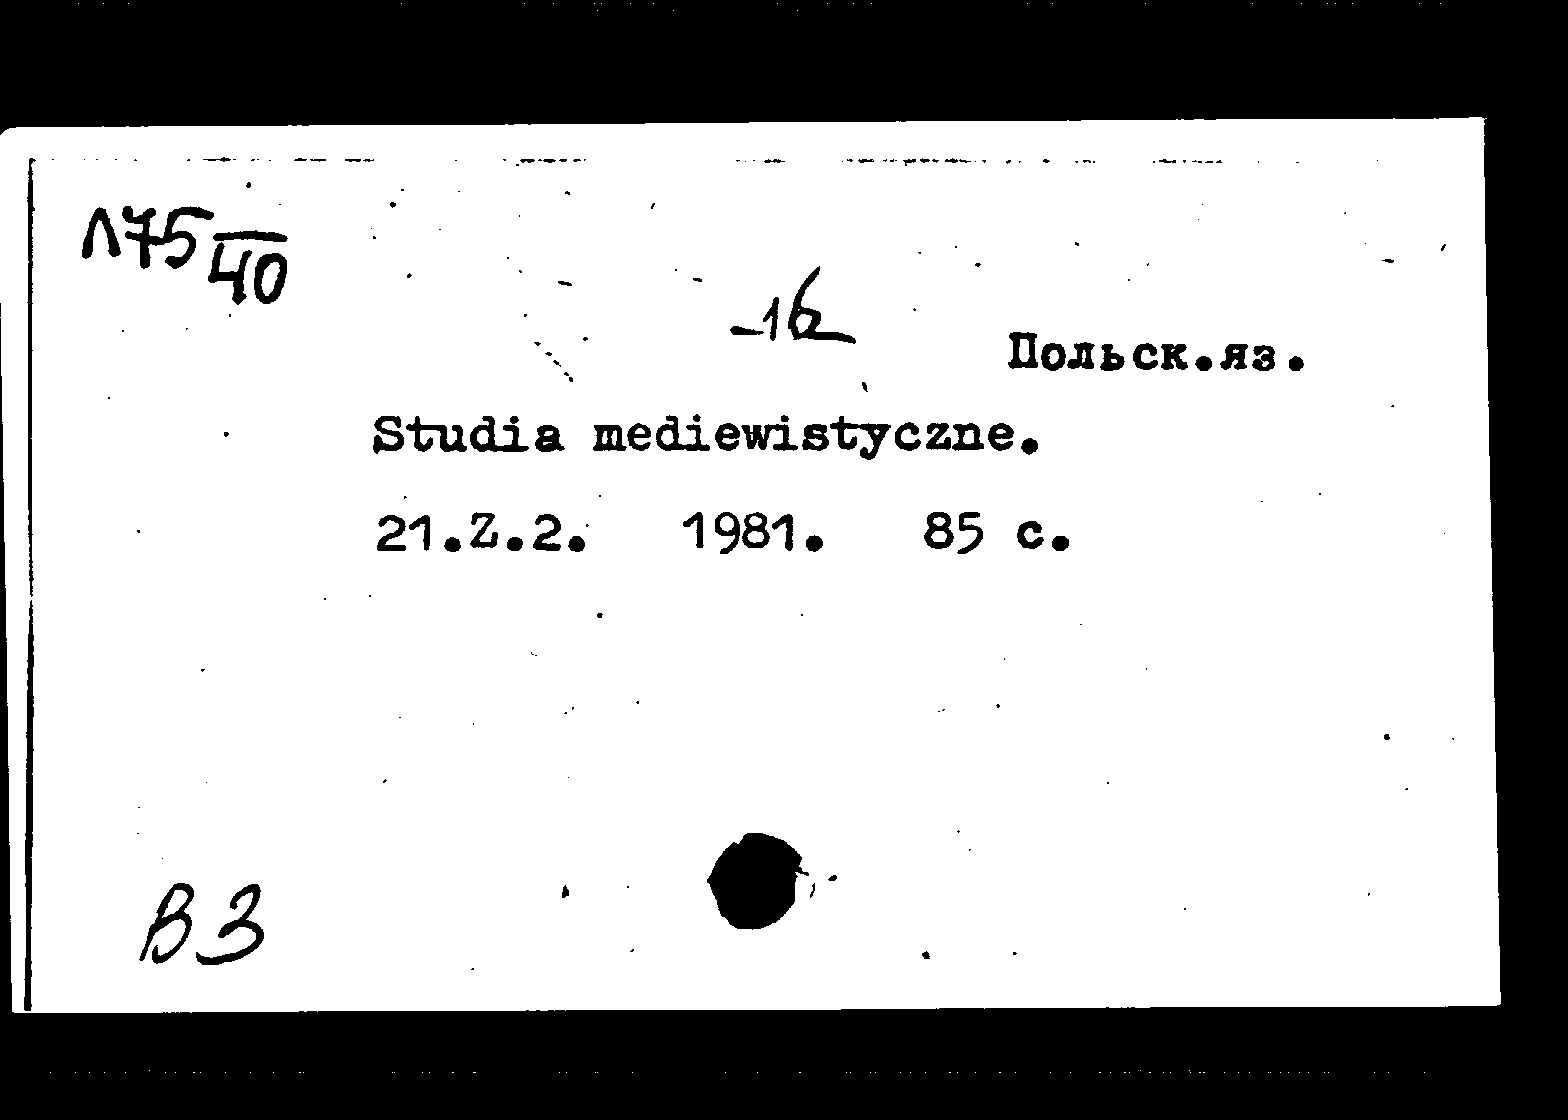 Л75
40
-16
Польск.яз.
Studia mediewistyczne.
21.Z.2. 1981. 85 с.
В3